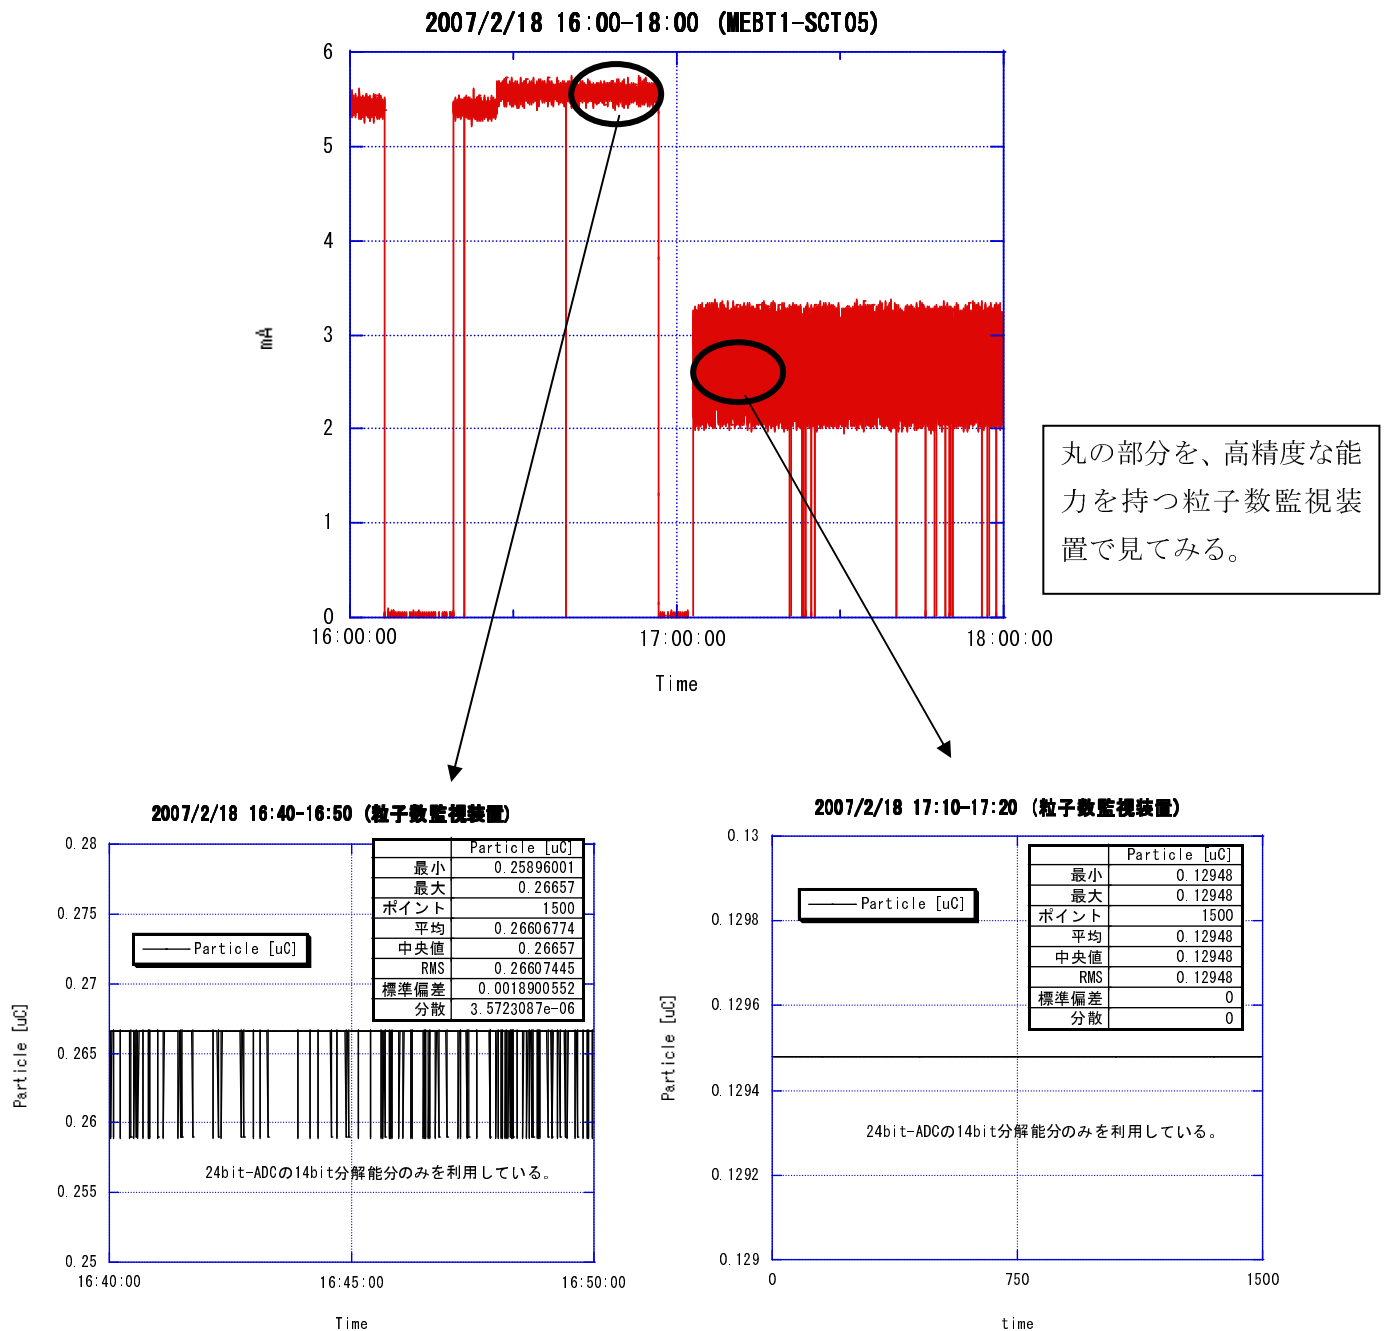 2007/2/18 16:00-18:00 (MEBT1-SCT05)
6
5
4
3
2
1
0
mA
16:00:00 17:00:00 18:00:00
Time
丸の部分を、高精度な能
力を持つ粒子数監視装
置で見てみる。
2007/2/18 16:40-16:50 (粒子数監視装置)
0.28
0.275
0.27
0.265
0.26
0.255
0.25
Particle [uC]
Particle [uC]
最小 0.25896001
最大 0.26657
ポイント 1500
平均 0.26606774
中央値 0.26657
RMS 0.26607445
標準偏差 0.0018900552
分散 3.5723087e-06
Particle [uC]
24bit-ADCの14bit分解能分のみを利用している。
16:40:00 16:45:00 16:50:00
Time
2007/2/18 17:10-17:20 (粒子数監視装置)
0.13
0.1298
0.1296
0.1294
0.1292
0.129
Particle [uC]
Particle [uC]
最小 0.12948
最大 0.12948
ポイント 1500
平均 0.12948
中央値 0.12948
RMS 0.12948
標準偏差 0
分散 0
Particle [uC]
24bit-ADCの14bit分解能分のみを利用している。
0 750 1500
time